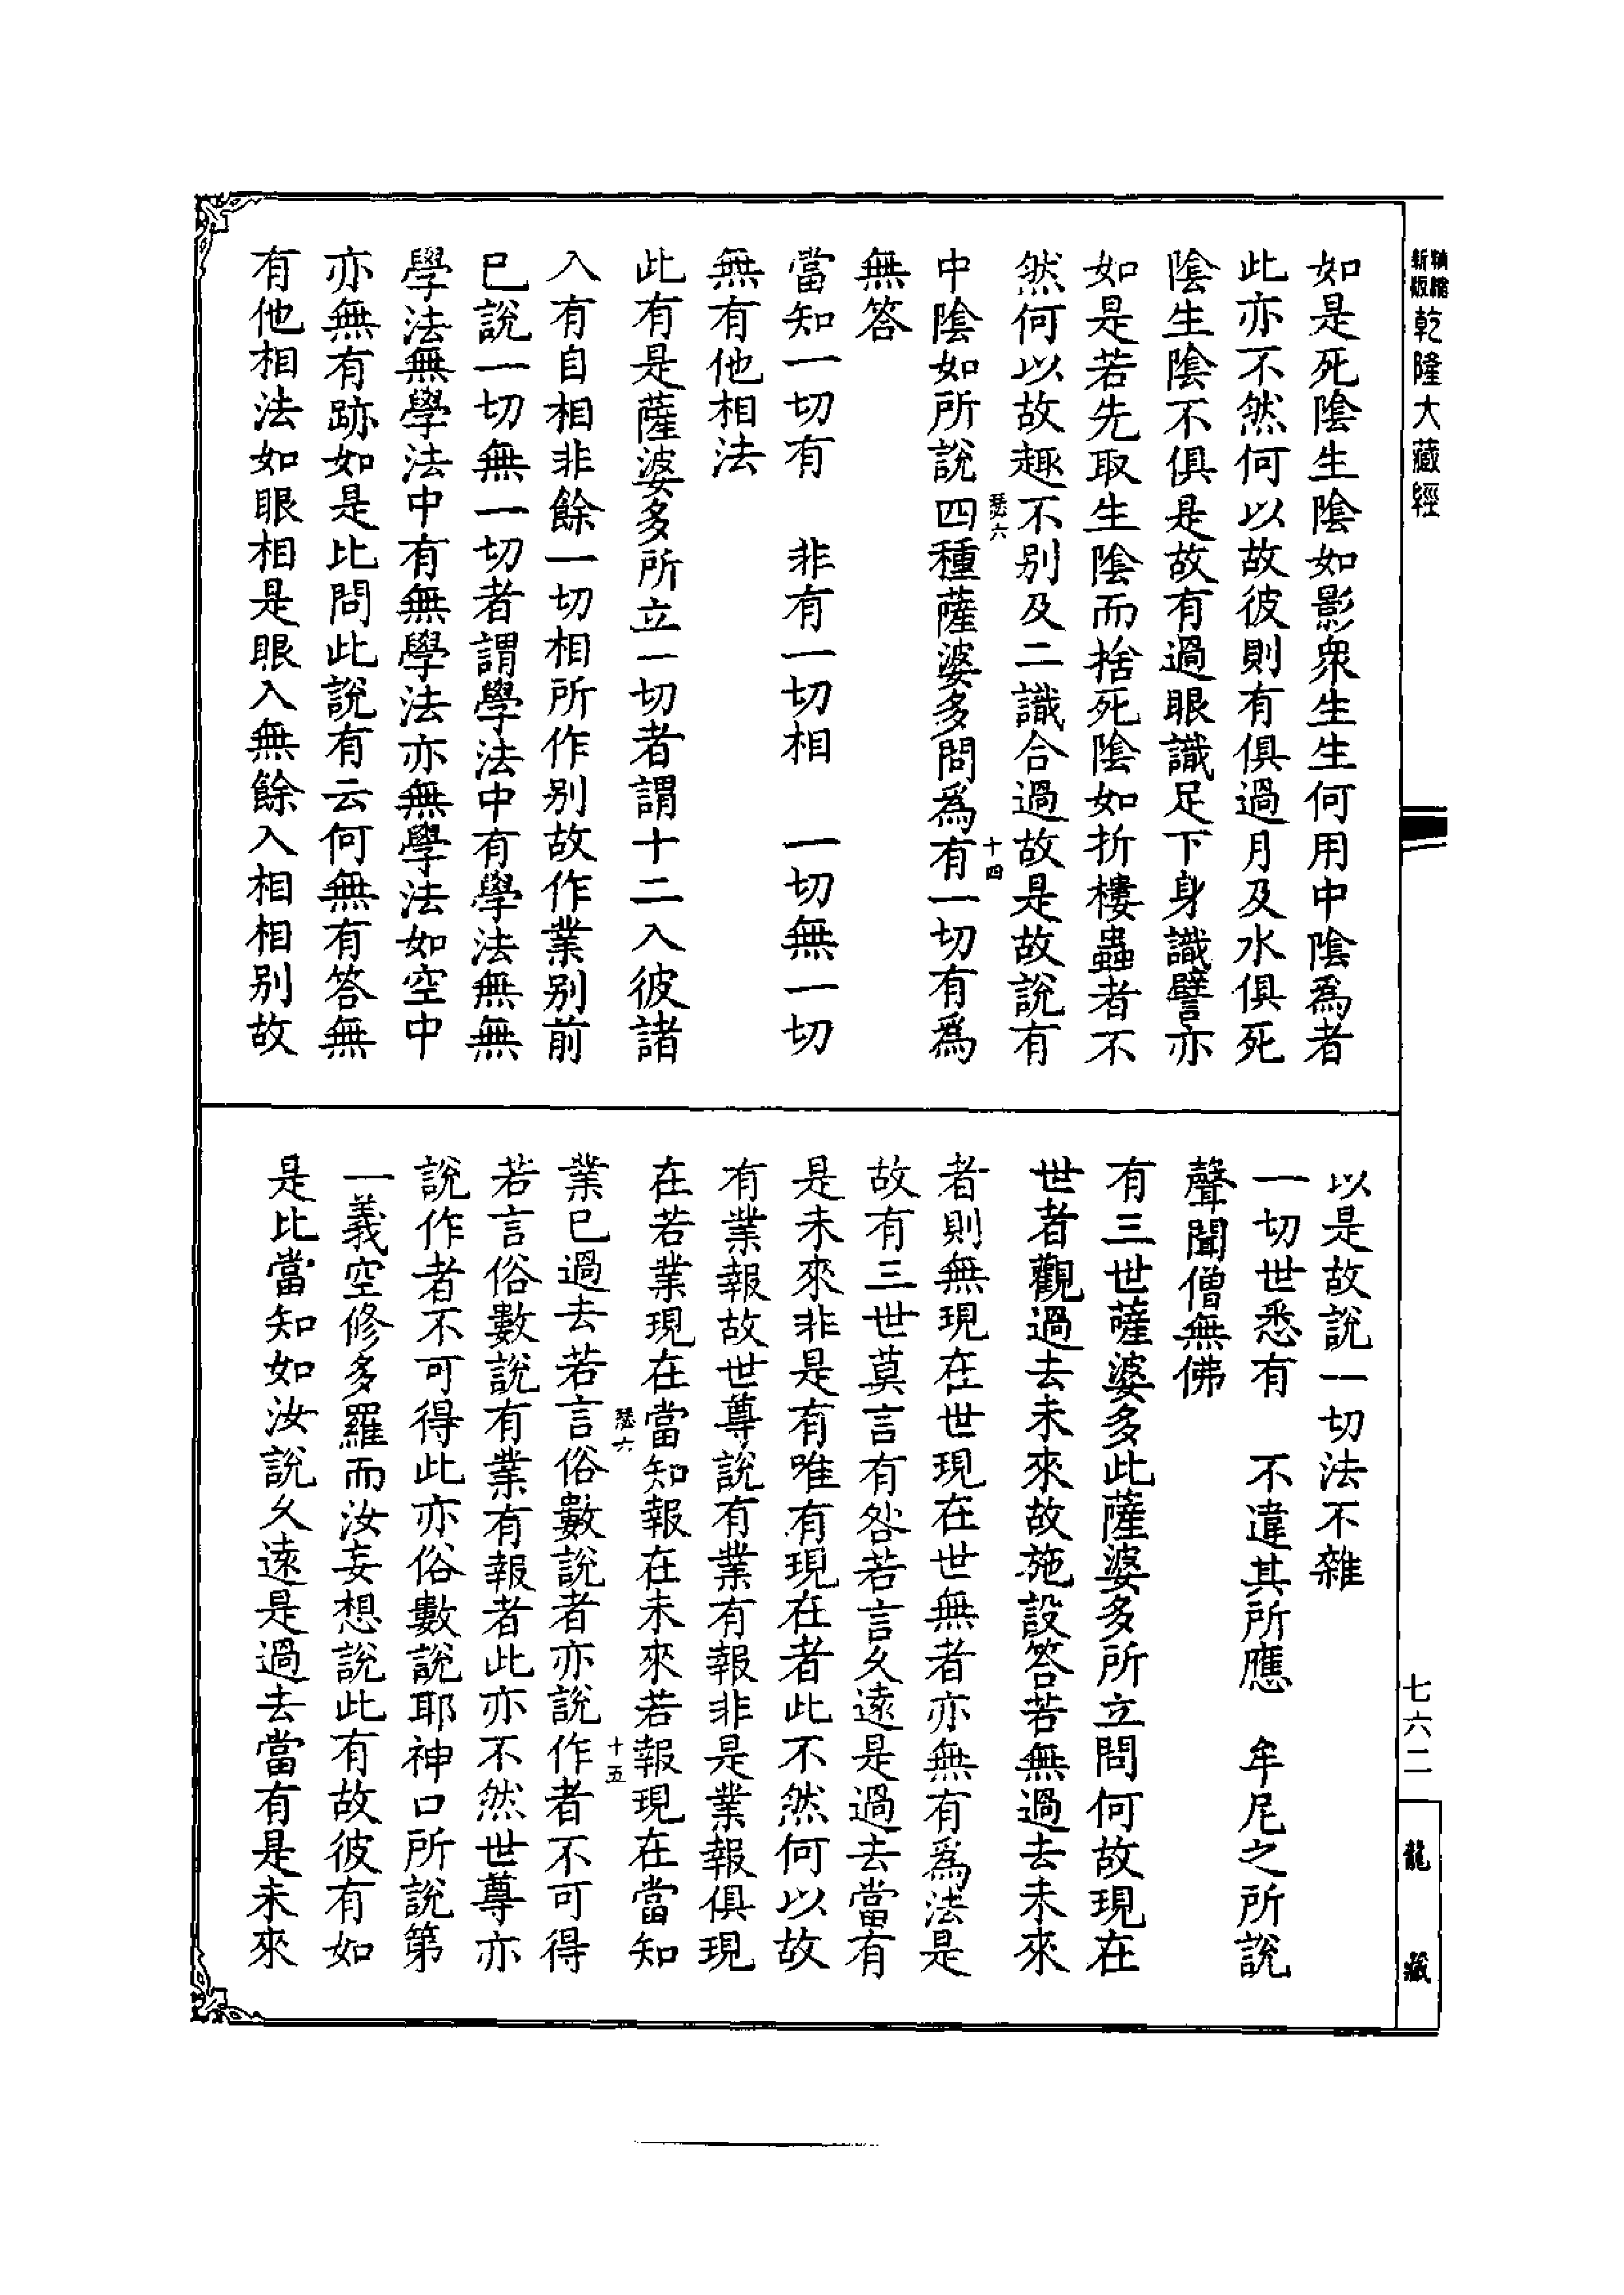 精縮新版乾隆大藏經
如是死陰生陰如影衆生生何用中陰爲者
此亦不然何以故彼則有俱過月及水俱死
陰生陰不俱是故有過眼識足下身識譬亦
如是若先取生陰而捨死陰如折樓蟲者不
然何以故趣不别及二識合過故是故說有
瑟六 十四
中陰如所說四種薩婆多問爲有一切有爲
無答
當知一切有 非有一切相 一切無一切
無有他相法
此有是薩婆多所立一切者謂十二入彼諸
入有自相非餘一切相所作别故作業别前
已說一切無一切者謂學法中有學法無無
學法無學法中有無學法亦無學法如空中
亦無有跡如是比問此說有云何無有答無
有他相法如眼相是眼入無餘入相相别故
以是故說一切法不雜
一切世悉有 不違其所應 牟尼之所說
聲聞僧無佛
有三世薩婆多此薩婆多所立問何故現在
世者觀過去未來故施設答若無過去未來
者則無現在世現在世無者亦無有爲法是
故有三世莫言有咎若言久遠是過去當有
是未來非是有唯有現在者此不然何以故
有業報故世尊說有業有報非是業報俱現
在若業現在當知報在未來若報現在當知
瑟六 十五
業已過去若言俗數說者亦說作者不可得
若言俗數說有業有報者此亦不然世尊亦
說作者不可得此亦俗數說耶神口所說第
一義空修多羅而汝妄想說此有故彼有如
是比當知如汝說久遠是過去當有是未來
七六二
龍藏